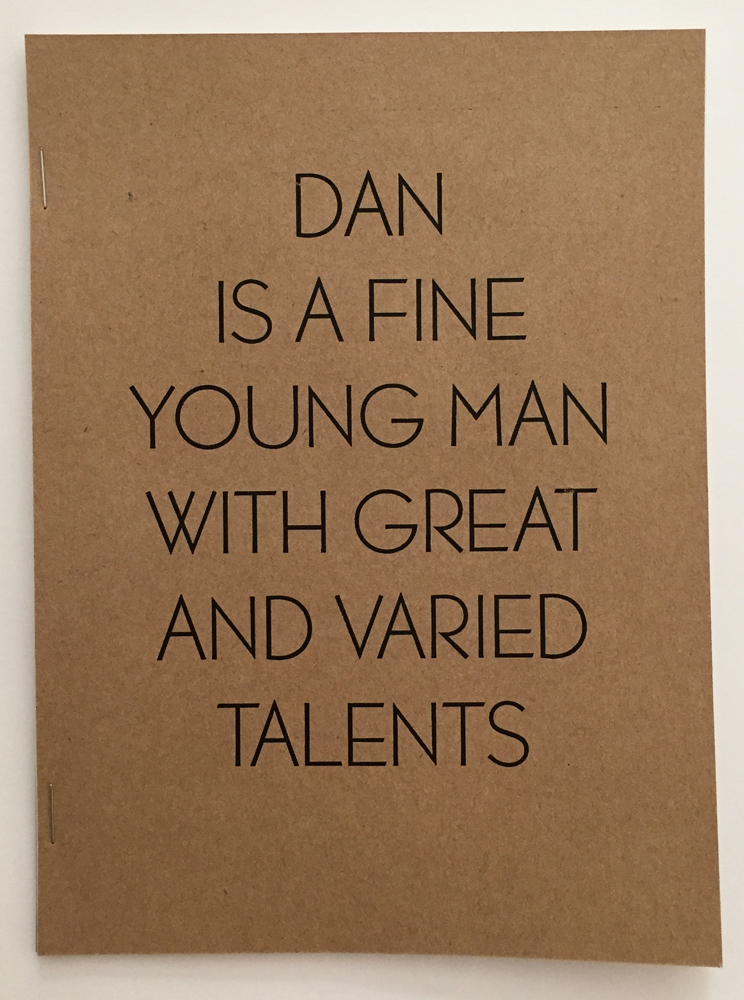 DAN
IS A FINE
YOUNG MAN
WITH GREAT
AND VARIED
TALENTS